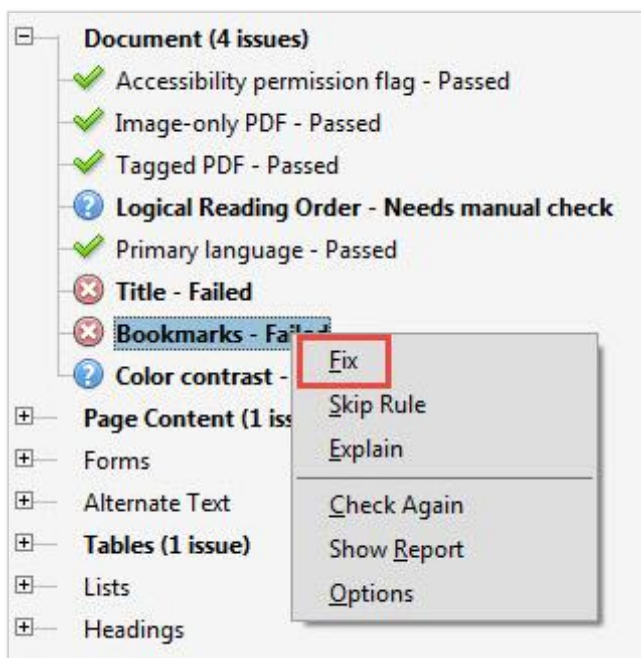 Document (4 issues)
Accessibility permission flag - Passed
Image-only PDF - Passed
Tagged PDF - Passed
Logical Reading Order - Needs manual check
Primary language - Passed
Title - Failed
Bookmarks - Failed
Color contrast -
Page Content (1 iss
Forms
Alternate Text
Tables (1 issue)
Lists
Headings
Fix
Skip Rule
Explain
Check Again
Show Report
Options